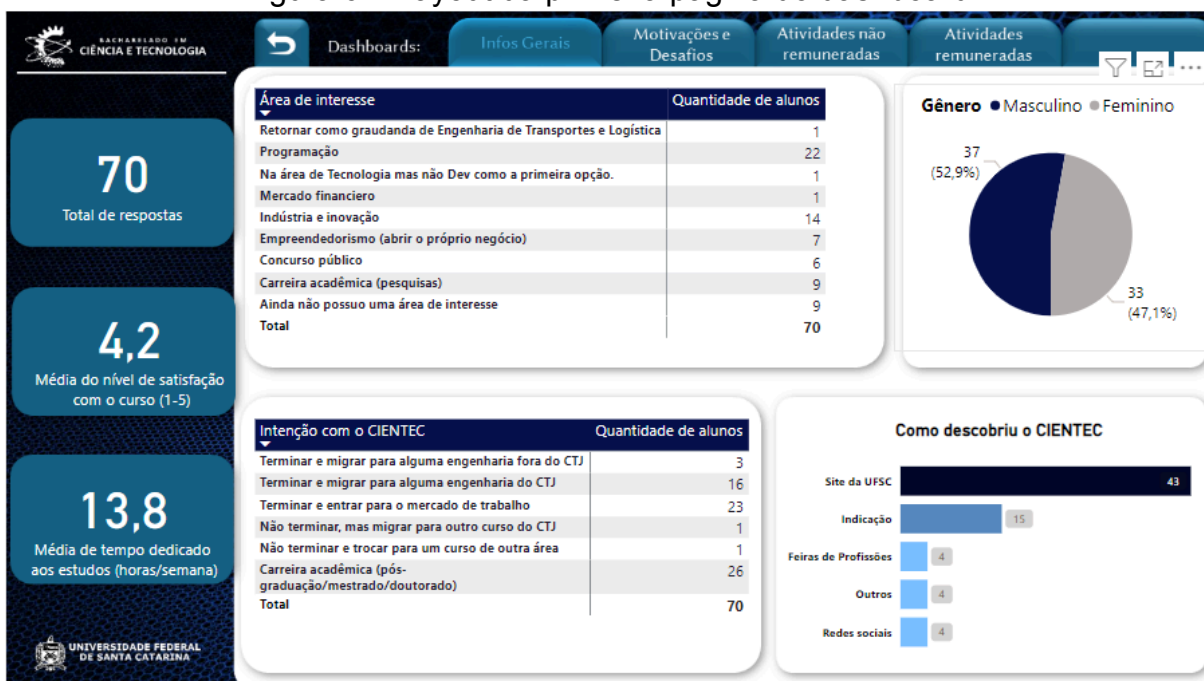 BACHARELADO EM
CIÊNCIA E TECNOLOGIA
Dashboards:
Infos Gerais
Motivações e
Desafios
Atividades não
remuneradas
Atividades
remuneradas
70
Total de respostas
4,2
Média do nível de satisfação
com o curso (1-5)
13,8
Média de tempo dedicado
aos estudos (horas/semana)
UNIVERSIDADE FEDERAL
DE SANTA CATARINA
Área de interesse Quantidade de alunos
Retornar como graudanda de Engenharia de Transportes e Logística 1
Programação 22
Na área de Tecnologia mas não Dev como a primeira opção. 1
Mercado financiero 1
Indústria e inovação 14
Empreendedorismo (abrir o próprio negócio) 7
Concurso público 6
Carreira acadêmica (pesquisas) 9
Ainda não possuo uma área de interesse 9
Total 70
Gênero Masculino Feminino
37
(52,9%)
33
(47,1%)
Intenção com o CIENTEC Quantidade de alunos
Terminar e migrar para alguma engenharia fora do CTJ 3
Terminar e migrar para alguma engenharia do CTJ 16
Terminar e entrar para o mercado de trabalho 23
Não terminar, mas migrar para outro curso do CTJ 1
Não terminar e trocar para um curso de outra área 1
Carreira acadêmica (pós-
graduação/mestrado/doutorado) 26
Total 70
Como descobriu o CIENTEC
Site da UFSC 43
Indicação 15
Feiras de Profissões 4
Outros 4
Redes sociais 4